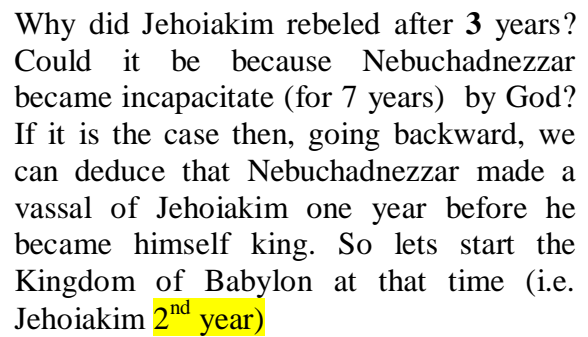 Why did Jehoiakim rebeled after 3 years?
Could it be because Nebuchadnezzar
became incapacitate (for 7 years) by God?
If it is the case then, going backward, we
can deduce that Nebuchadnezzar made a
vassal of Jehoiakim one year before he
became himself king. So lets start the
Kingdom of Babylon at that time (i.e.
Jehoiakim 2nd year)